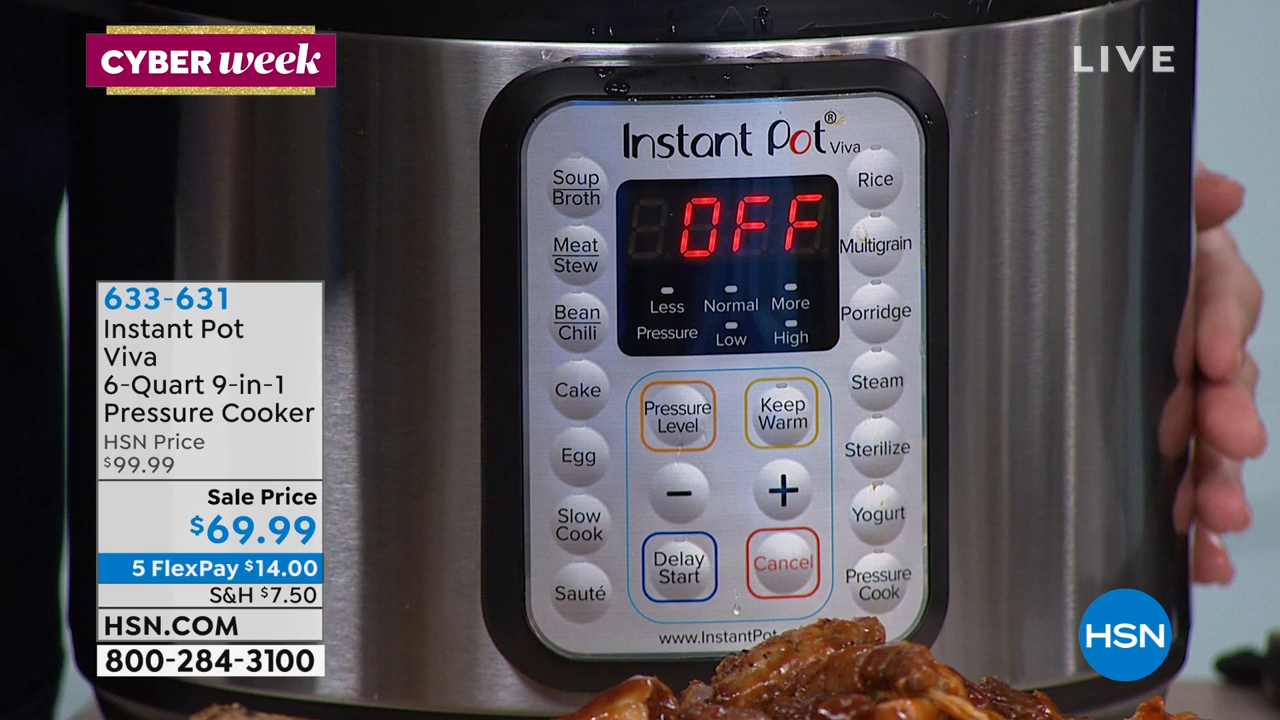 CYBER week
LIVE
633-631
Instant Pot
Viva
6-Quart 9-in-1
Pressure Cooker
HSN Price
$99.99
Sale Price
$69.99
5 FlexPay $14.00
S&H $7.50
HSN.COM
800-284-3100
Instant Pot® Viva
OFF
Less
Normal
More
Pressure
Low
High
Soup
Broth
Meat
Stew
Bean
Chili
Cake
Egg
Slow
Cook
Sauté
Pressure
Level
Keep
Warm
−
+
Delay
Start
Cancel
Rice
Multigrain
Porridge
Steam
Sterilize
Yogurt
Pressure
Cook
www.InstantPot
HSN